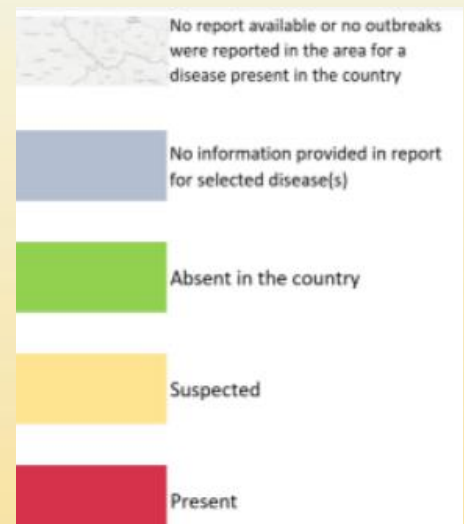 No report available or no outbreaks
were reported in the area for a
disease present in the country
No information provided in report
for selected disease(s)
Absent in the country
Suspected
Present